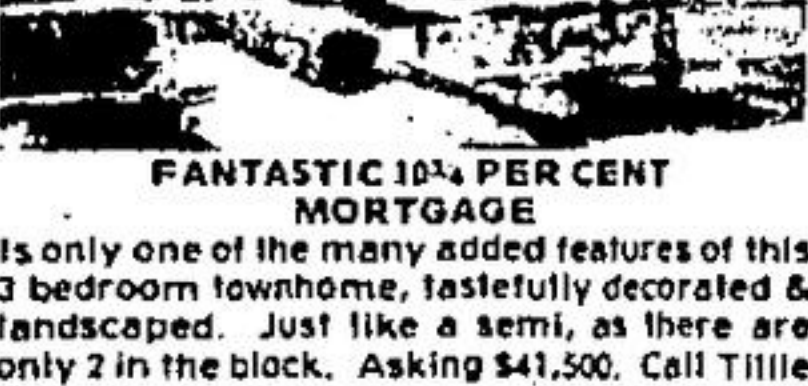 FANTASTIC 10¼ PER CENT
MORTGAGE
Is only one of the many added features of this
3 bedroom townhome, tastefully decorated &
landscaped. Just like a semi, as there are
only 2 in the block. Asking $41,500. Call Tillie